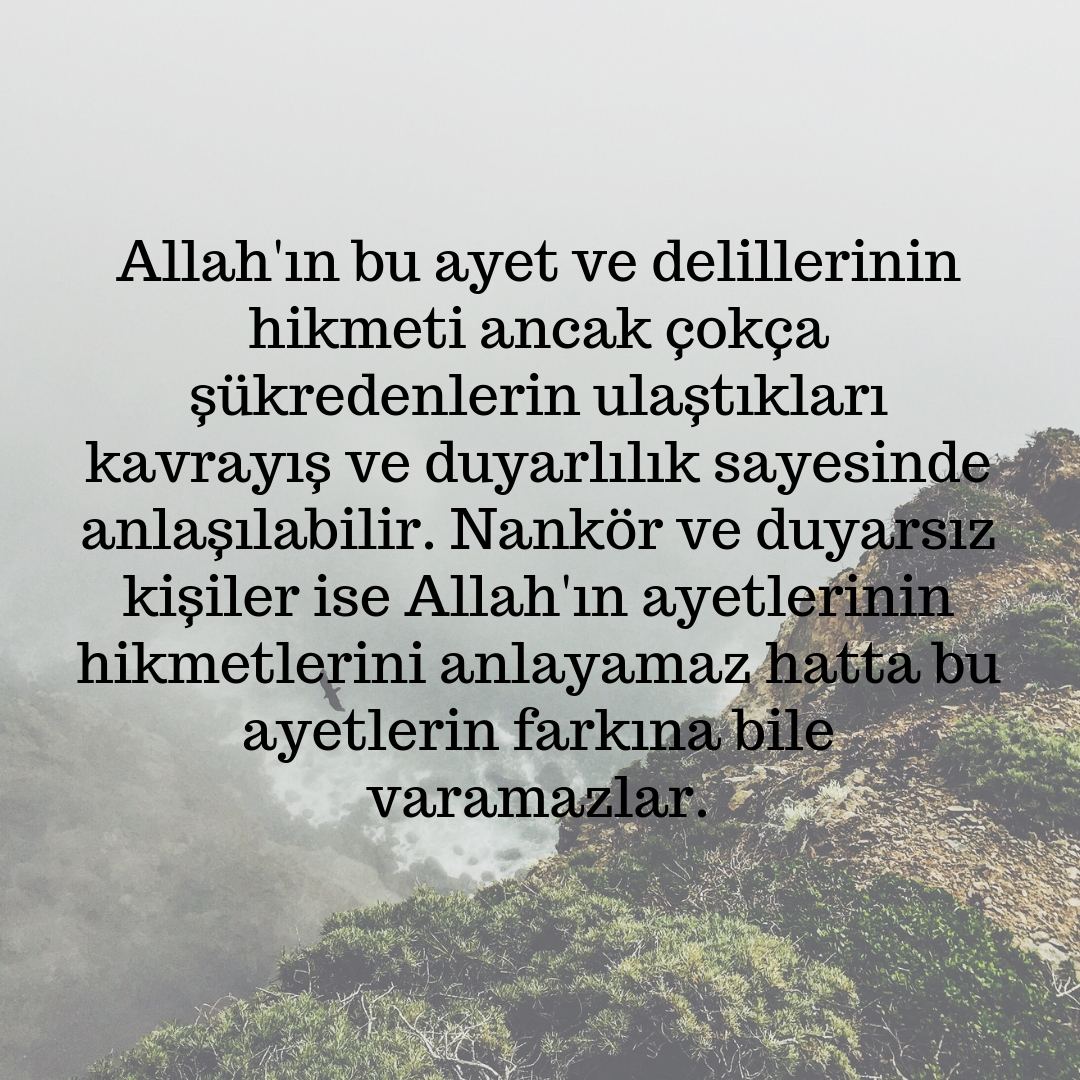 Allah'ın bu ayet ve delillerinin
hikmeti ancak çokça
şükredenlerin ulaştıkları
kavrayış ve duyarlılık sayesinde
anlaşılabilir. Nankör ve duyarsız
kişiler ise Allah'ın ayetlerinin
hikmetlerini anlayamaz hatta bu
ayetlerin farkına bile
varamazlar.